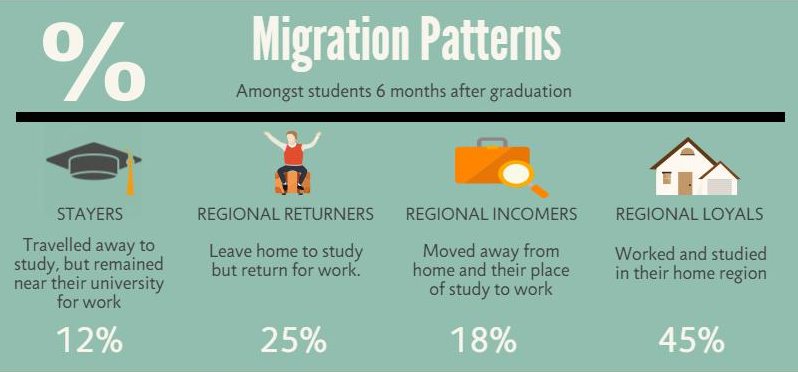 %
Migration Patterns
Amongst students 6 months after graduation
STAYERS
Travelled away to
study, but remained
near their university
for work
12%
REGIONAL RETURNERS
Leave home to study
but return for work.
25%
REGIONAL INCOMERS
Moved away from
home and their place
of study to work
18%
REGIONAL LOYALS
Worked and studied
in their home region
45%